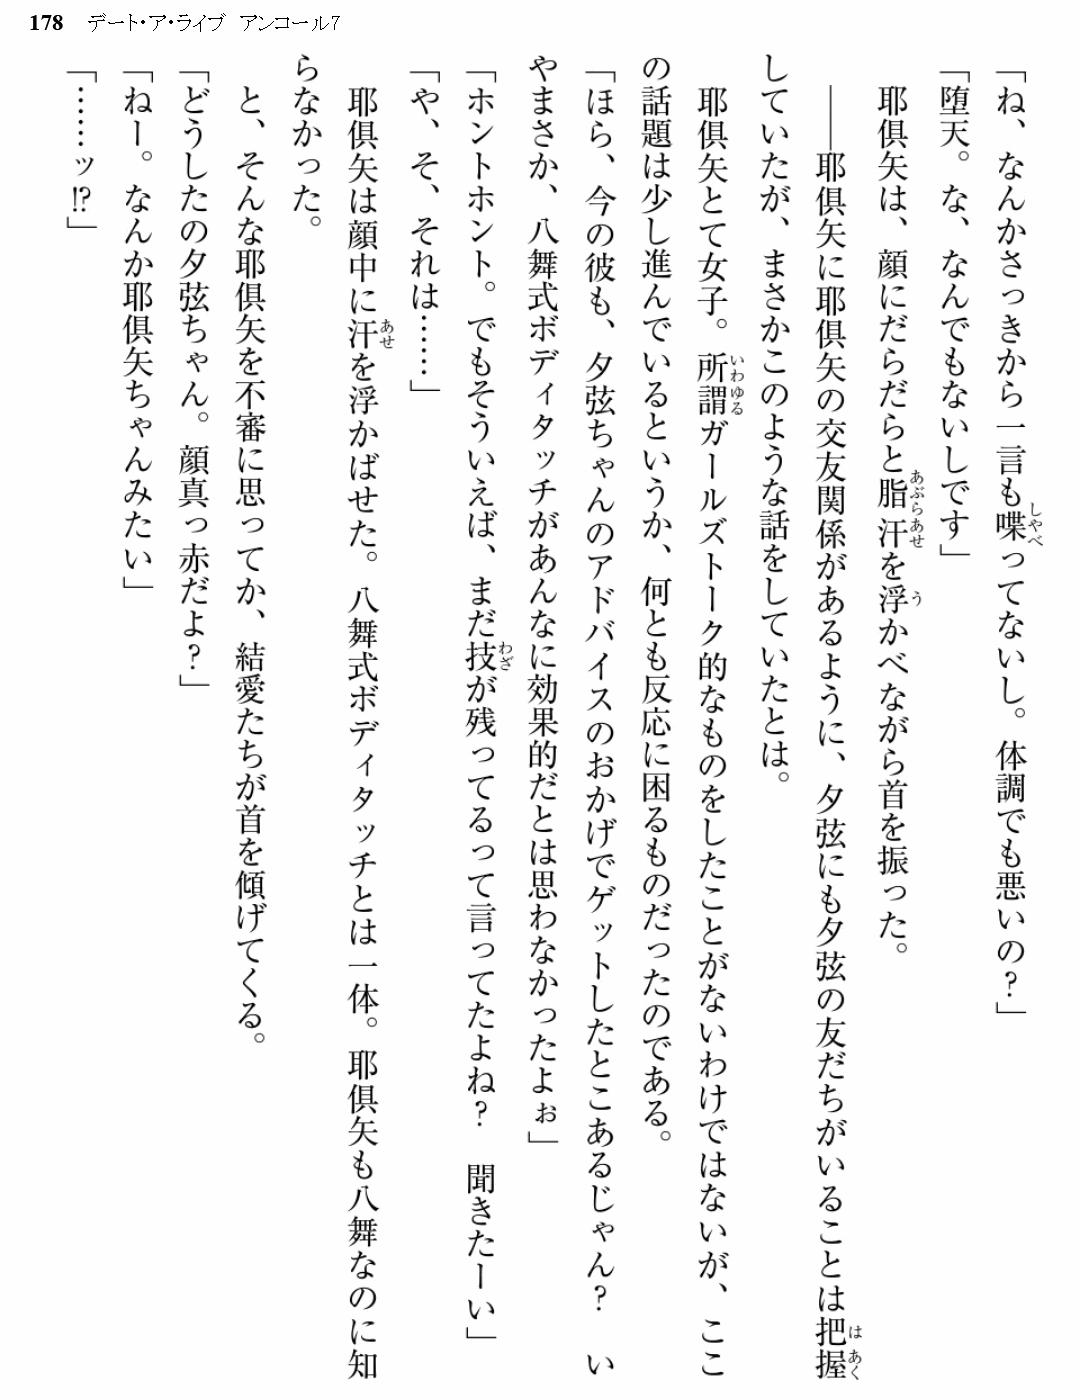 178 デート・ア・ライブ アンコール7
「ね、なんかさっきから一言も喋ってないし。体調でも悪いの？」
「堕天。な、なんでもないしです」
耶倶矢は、顔にだらだらと脂汗を浮かべながら首を振った。
――耶倶矢に耶倶矢の交友関係があるように、夕弦にも夕弦の友だちがいることは把握
していたが、まさかこのような話をしていたとは。
耶倶矢とて女子。所謂ガールズトーク的なものをしたことがないわけではないが、ここ
の話題は少し進んでいるというか、何とも反応に困るものだったのである。
「ほら、今の彼も、夕弦ちゃんのアドバイスのおかげでゲットしたとこあるじゃん？　い
やまさか、八舞式ボディタッチがあんなに効果的だとは思わなかったよぉ」
「ホントホント。でもそういえば、まだ技が残ってるって言ってたよね？　聞きたーい」
「や、そ、それは……」
耶倶矢は顔中に汗を浮かばせた。八舞式ボディタッチとは一体。耶倶矢も八舞なのに知
らなかった。
と、そんな耶倶矢を不審に思ってか、結愛たちが首を傾げてくる。
「どうしたの夕弦ちゃん。顔真っ赤だよ？」
「ねー。なんか耶倶矢ちゃんみたい」
「……ッ!?」